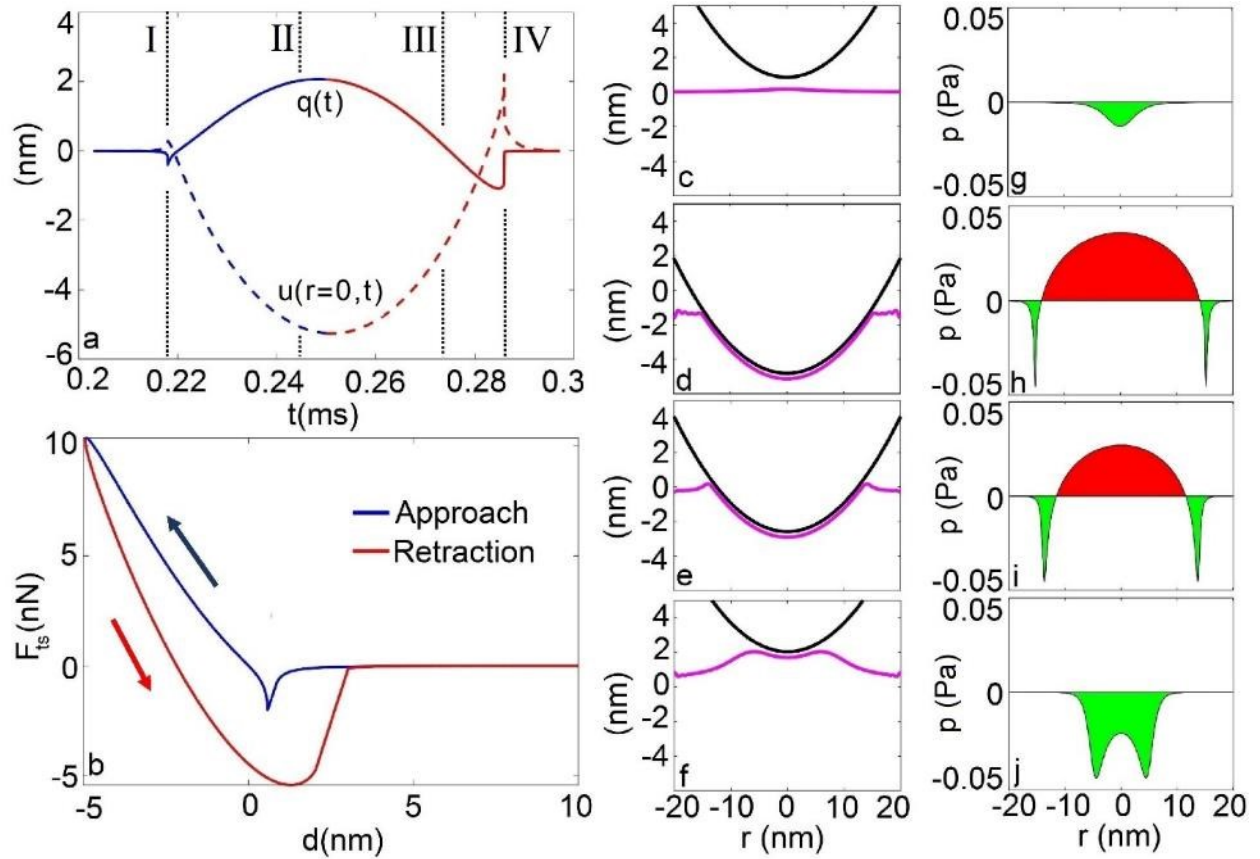 4
2
0
-2
-4
-6
(nm)
I
II
III
IV
q(t)
u(r=0,t)
a
0.2
0.22
0.24
0.26
0.28
0.3
t(ms)
10
5
0
-5
F_ts(nN)
Approach
Retraction
b
-5
0
5
10
d(nm)
4
2
0
-2
-4
(nm)
c
4
2
0
-2
-4
(nm)
d
4
2
0
-2
-4
(nm)
e
4
2
0
-2
-4
(nm)
f
-20
-10
0
10
20
r (nm)
0.05
0
-0.05
p (Pa)
g
0.05
0
-0.05
p (Pa)
h
0.05
0
-0.05
p (Pa)
i
0.05
0
-0.05
p (Pa)
j
-20
-10
0
10
20
r (nm)